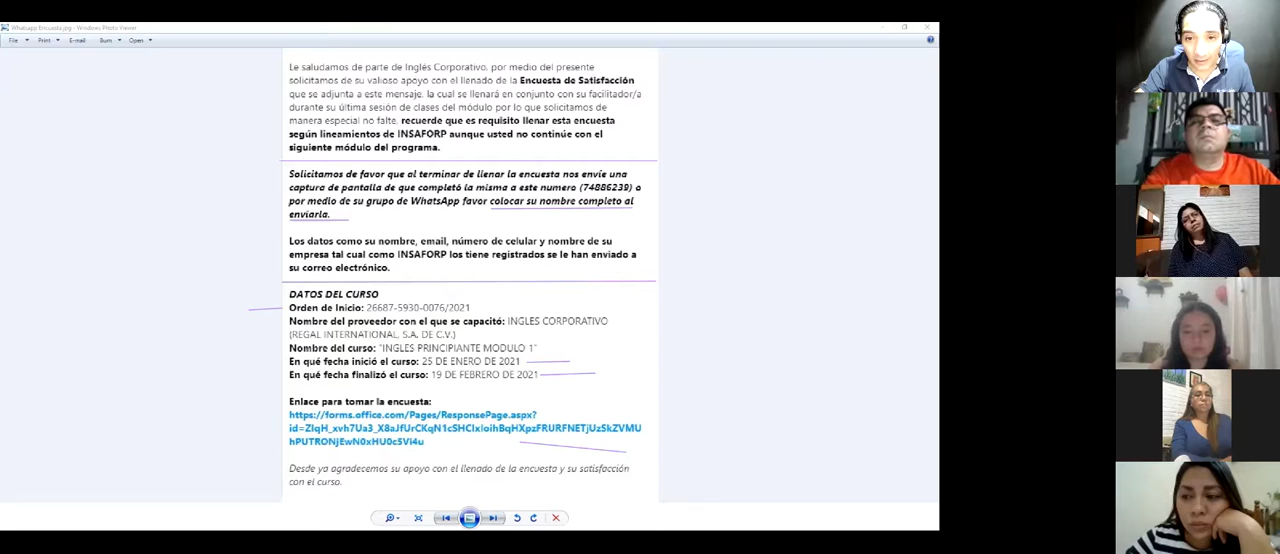 Whatsapp Encuesta.jpg - Windows Photo Viewer
File Print E-mail Burn Open
Le saludamos de parte de Inglés Corporativo, por medio del presente
solicitamos de su valioso apoyo con el llenado de la Encuesta de Satisfacción
que se adjunta a este mensaje, la cual se llenará en conjunto con su facilitador/a
durante su última sesión de clases del módulo por lo que solicitamos de
manera especial no falte, recuerde que es requisito llenar esta encuesta
según lineamientos de INSAFORP aunque usted no continúe con el
siguiente módulo del programa.
Solicitamos de favor que al terminar de llenar la encuesta nos envíe una
captura de pantalla de que completó la misma a este numero (74886239) o
por medio de su grupo de WhatsApp favor colocar su nombre completo al
enviarla.
Los datos como su nombre, email, número de celular y nombre de su
empresa tal cual como INSAFORP los tiene registrados se le han enviado a
su correo electrónico.
DATOS DEL CURSO
Orden de Inicio: 26687-5930-0076/2021
Nombre del proveedor con el que se capacitó: INGLES CORPORATIVO
(REGAL INTERNATIONAL, S.A. DE C.V.)
Nombre del curso: "INGLES PRINCIPIANTE MODULO 1"
En qué fecha inició el curso: 25 DE ENERO DE 2021
En qué fecha finalizó el curso: 19 DE FEBRERO DE 2021
Enlace para tomar la encuesta:
https://forms.office.com/Pages/ResponsePage.aspx?
Desde ya agradecemos su apoyo con el llenado de la encuesta y su satisfacción
con el curso.